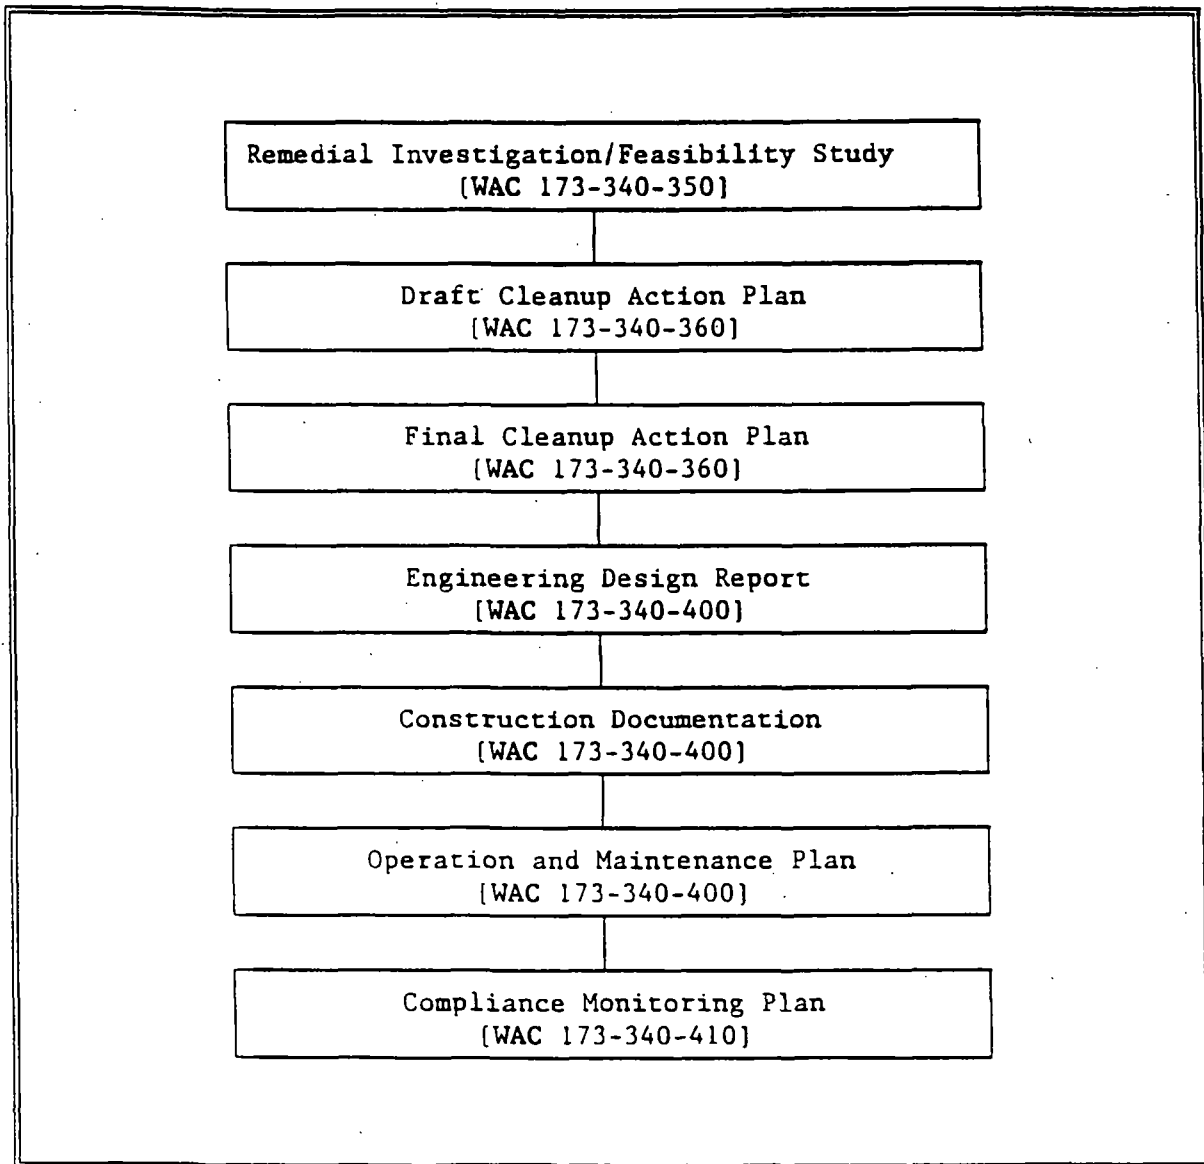 Remedial Investigation/Feasibility Study
[WAC 173-340-350]
Draft Cleanup Action Plan
[WAC 173-340-360]
Final Cleanup Action Plan
[WAC 173-340-360]
Engineering Design Report
[WAC 173-340-400]
Construction Documentation
[WAC 173-340-400]
Operation and Maintenance Plan
[WAC 173-340-400]
Compliance Monitoring Plan
[WAC 173-340-410]